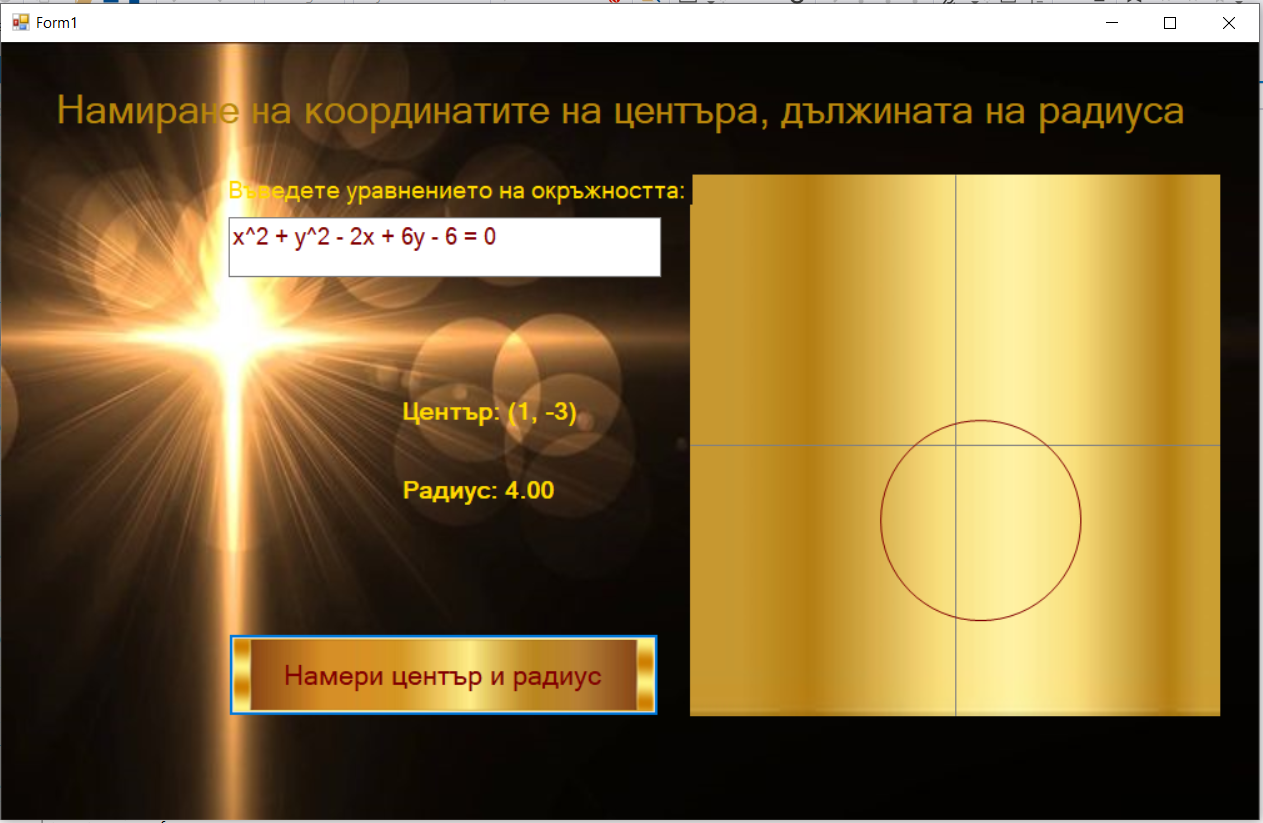 Form1
Намиране на координатите на центъра, дължината на радиуса
Въведете уравнението на окръжността:
x^2 + y^2 - 2x + 6y - 6 = 0
Център: (1, -3)
Радиус: 4.00
Намери център и радиус